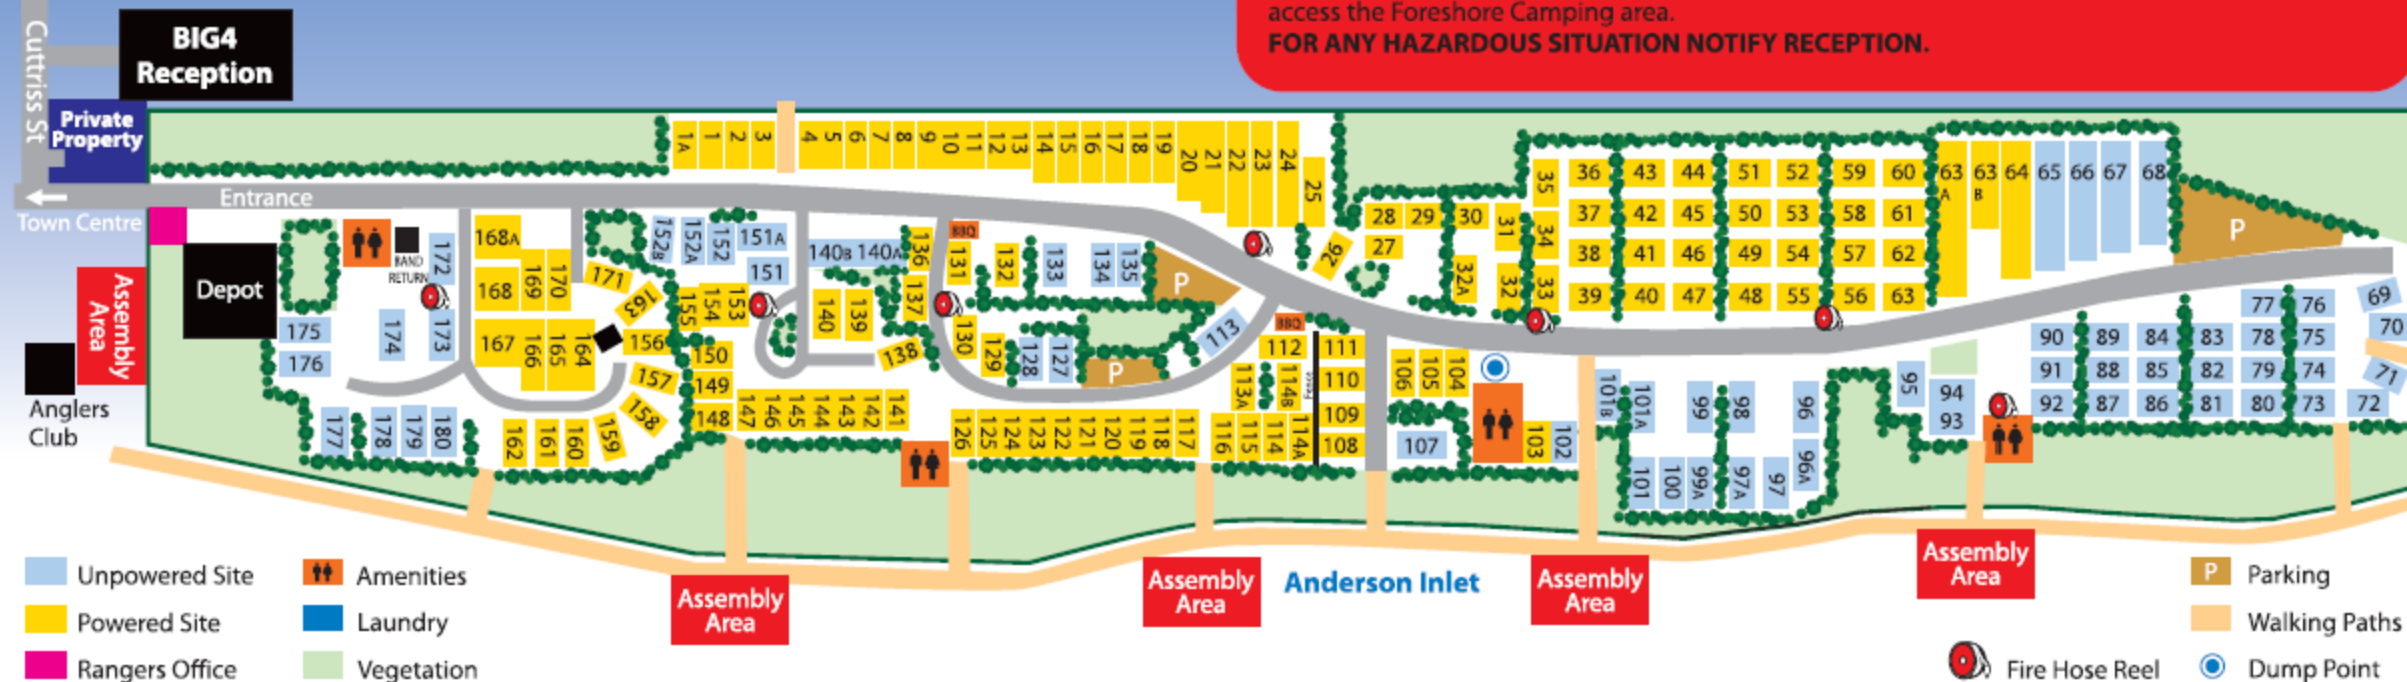 access the Foreshore Camping area.
FOR ANY HAZARDOUS SITUATION NOTIFY RECEPTION.
Cuttriss St
BIG4
Reception
Private
Property
Entrance
Town Centre
Depot
Assembly
Area
Anglers
Club
BAND
RETURN
1A 1 2 3 4 5 6 7 8 9 10 11 12 13 14 15 16 17 18 19 20 21 22 23 24 25
26 27 28 29 30 31 32 32A 33 34 35
36 43 44 51 52 59 60
37 42 45 50 53 58 61
38 41 46 49 54 57 62
39 40 47 48 55 56 63
63A 63B 64 65 66 67 68
P
172 173 174 175 176
177 178 179 180
168A 168 169 170 171
167 166 165 164 163
162 161 160 159 158 157 156
152B 152A 152 151A 151
155 154 153
150 149 148
147 146 145 144 143 142 141
140B 140A 136
140 139 137 138
BBQ
131 132 133 134 135
P
130 129 128 127
P
113
126 125 124 123 122 121 120 119 118 117
BBQ
112 111
113A 114B 110
116 115 114 114A 109
108
Fence
106 105 104
107 103 102
101B 101A 99 98 96
101 100 99A 97A 97 96A
95 94 93
90 89 84 83 77 76
91 88 85 82 78 75
92 87 86 81 79 74
80 73
69 70 71 72
Assembly
Area
Assembly
Area
Anderson Inlet
Assembly
Area
Assembly
Area
Unpowered Site
Powered Site
Rangers Office
Amenities
Laundry
Vegetation
Fire Hose Reel
P Parking
Walking Paths
Dump Point